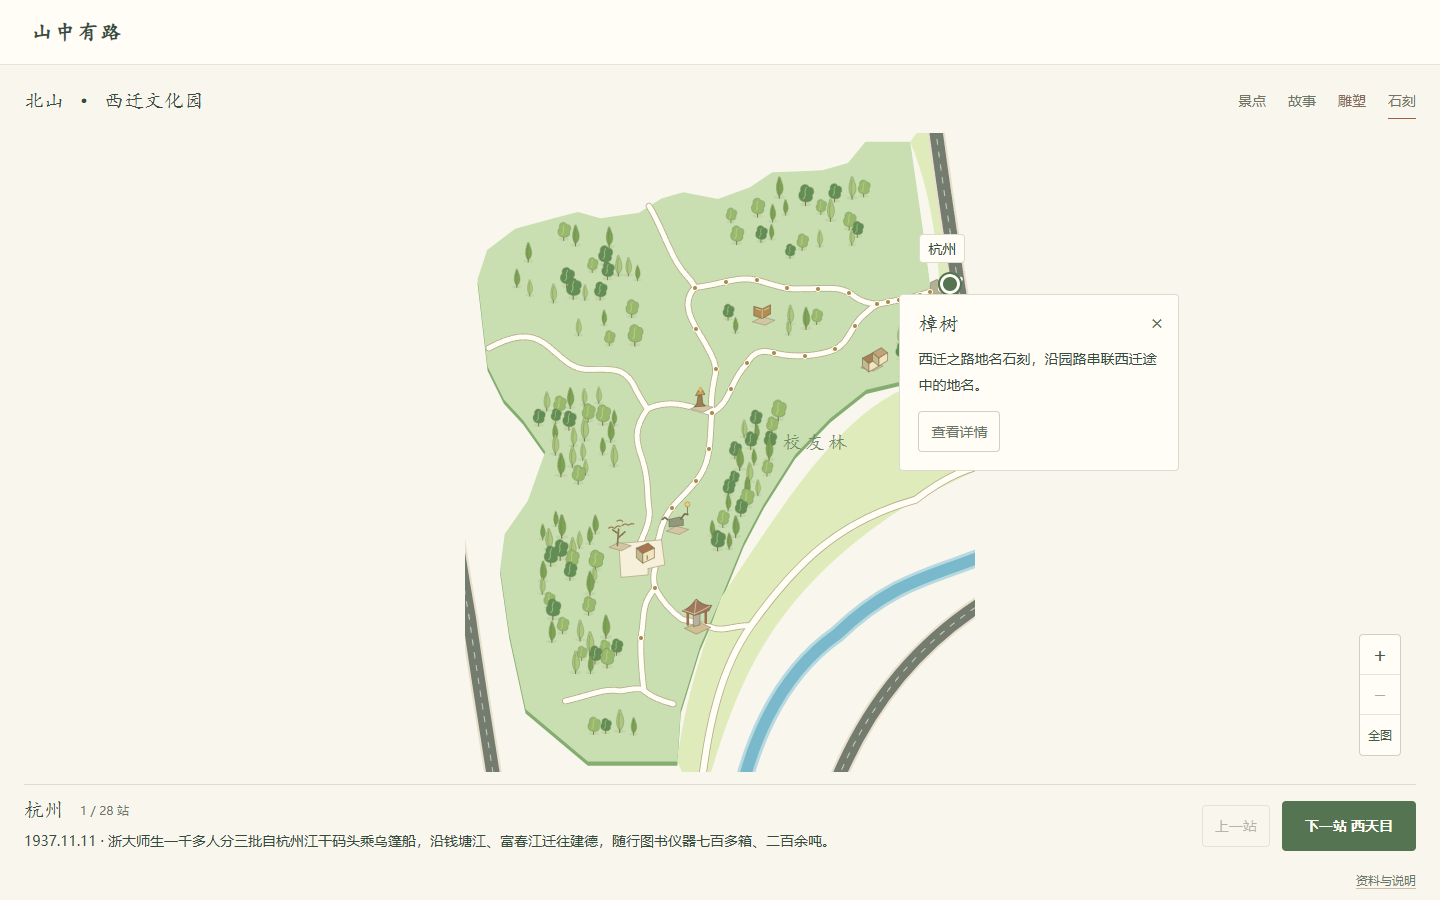 山中有路
北山 • 西迁文化园
景点 故事 雕塑 石刻
杭州
樟树 ×
西迁之路地名石刻，沿园路串联西迁途
中的地名。
查看详情
校友林
+
−
全图
杭州 1 / 28 站
1937.11.11 · 浙大师生一千多人分三批自杭州江干码头乘乌篷船，沿钱塘江、富春江迁往建德，随行图书仪器七百多箱、二百余吨。
上一站 下一站 西天目
资料与说明